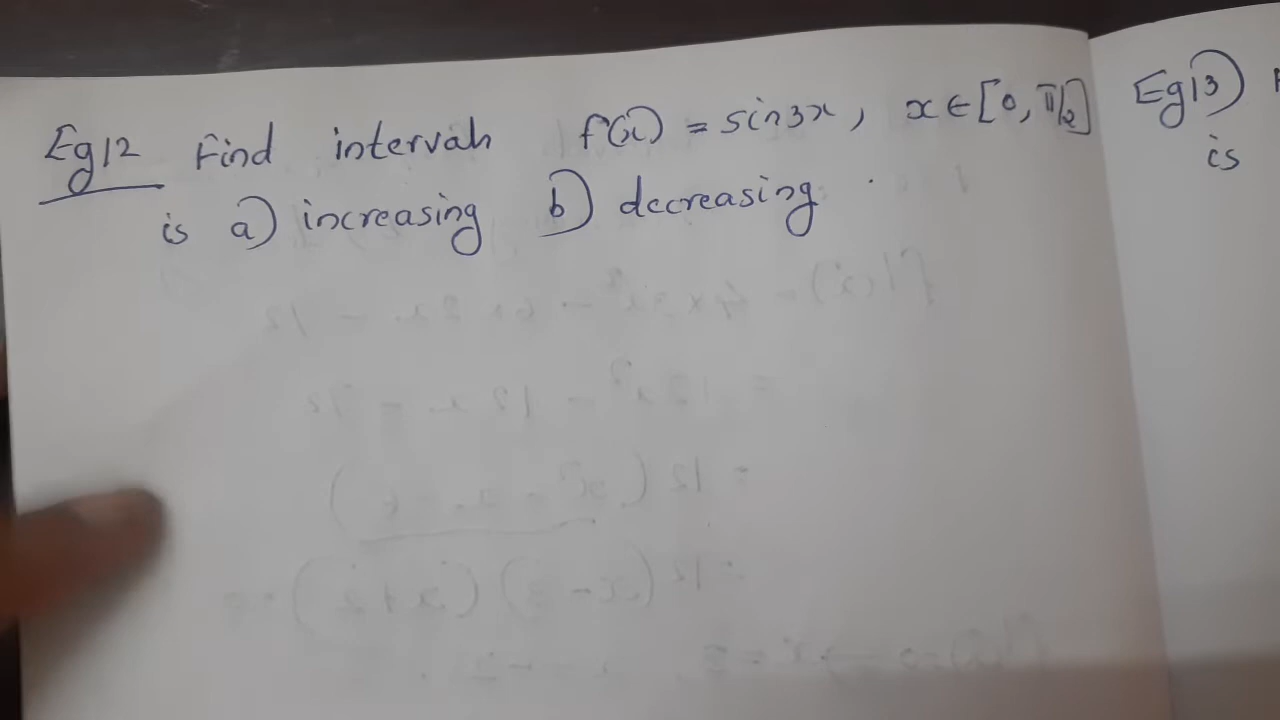 Eg12 Find intervals f(x) = sin3x, x ∈ [0, π/2]
is a) increasing b) decreasing.
Eg13)
is